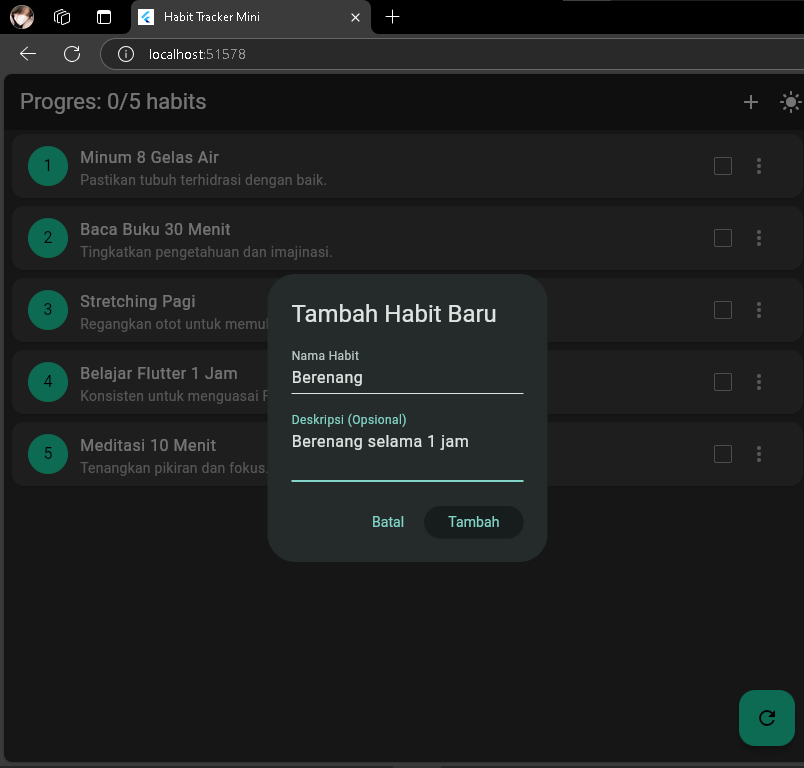 Habit Tracker Mini
localhost:51578
Progres: 0/5 habits
1
Minum 8 Gelas Air
Pastikan tubuh terhidrasi dengan baik.
2
Baca Buku 30 Menit
Tingkatkan pengetahuan dan imajinasi.
3
Stretching Pagi
Regangkan otot untuk
4
Belajar Flutter 1 Jam
Konsisten untuk menguasai
5
Meditasi 10 Menit
Tenangkan pikiran dan fokus.
Tambah Habit Baru
Nama Habit
Berenang
Deskripsi (Opsional)
Berenang selama 1 jam
Batal
Tambah